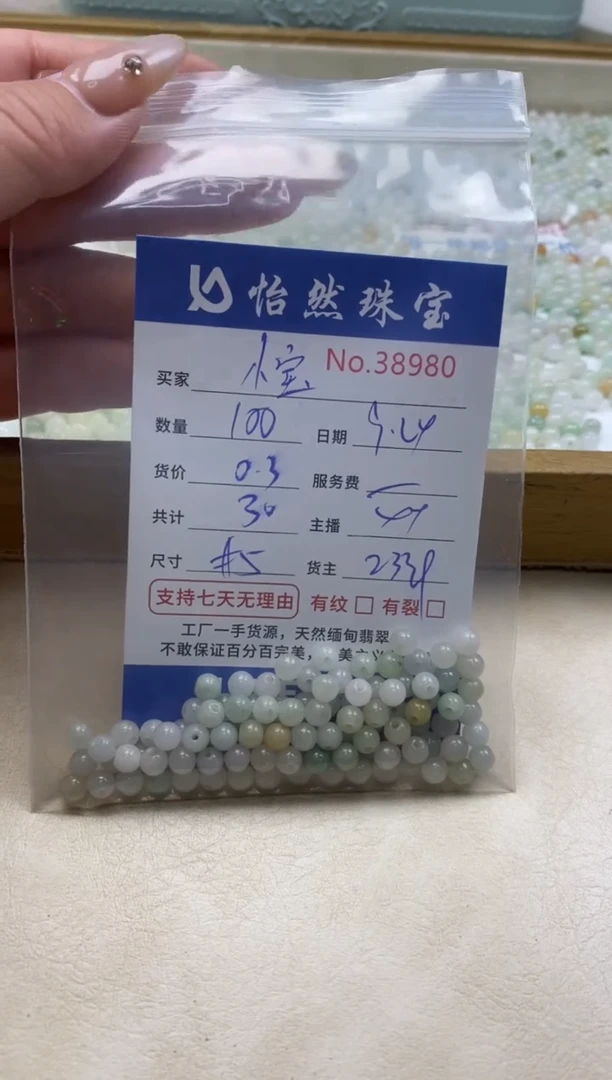 怡然珠宝
No.38980
买家 小宝
数量 100 日期 5.24
货价 0.3 服务费
共计 30 主播
尺寸 #5 货主
支持七天无理由 有纹 有裂
工厂一手货源，天然缅甸翡翠
不敢保证百分百完美，